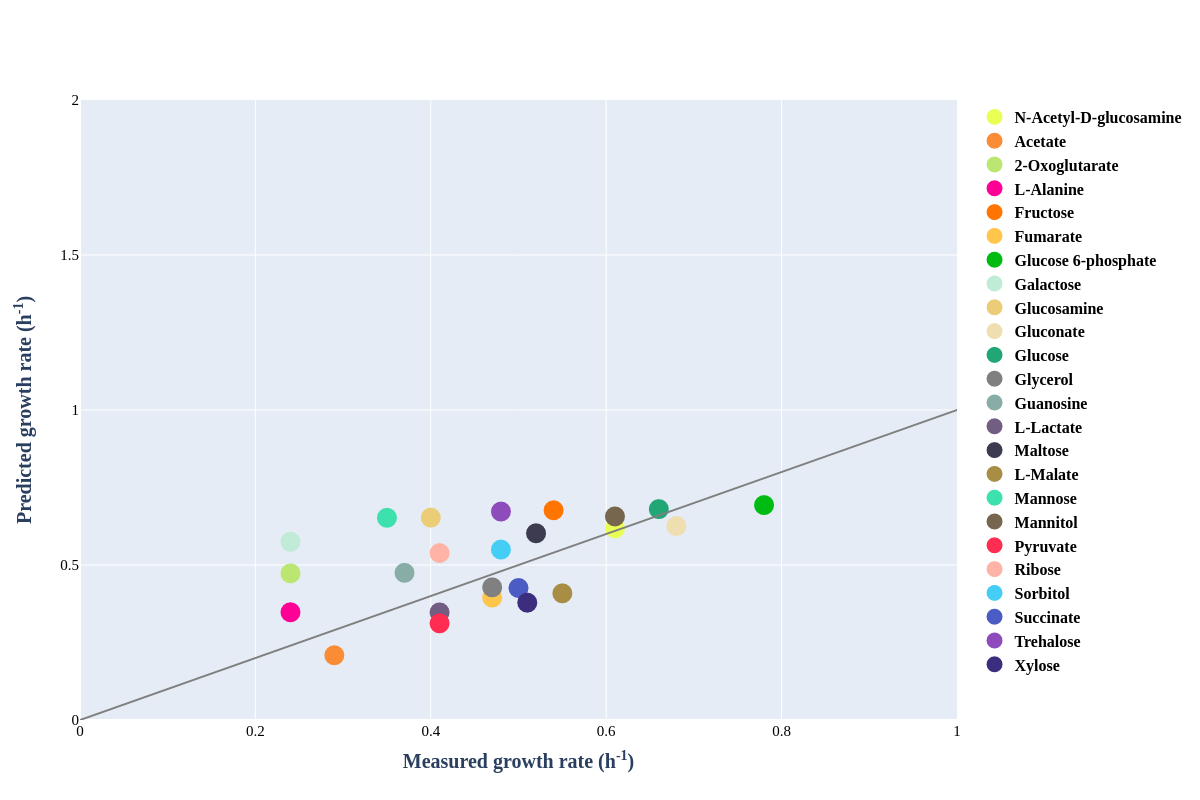 2
1.5
1
0.5
0
0
0.2
0.4
0.6
0.8
1
Predicted growth rate (h-1)
Measured growth rate (h-1)
N-Acetyl-D-glucosamine
Acetate
2-Oxoglutarate
L-Alanine
Fructose
Fumarate
Glucose 6-phosphate
Galactose
Glucosamine
Gluconate
Glucose
Glycerol
Guanosine
L-Lactate
Maltose
L-Malate
Mannose
Mannitol
Pyruvate
Ribose
Sorbitol
Succinate
Trehalose
Xylose